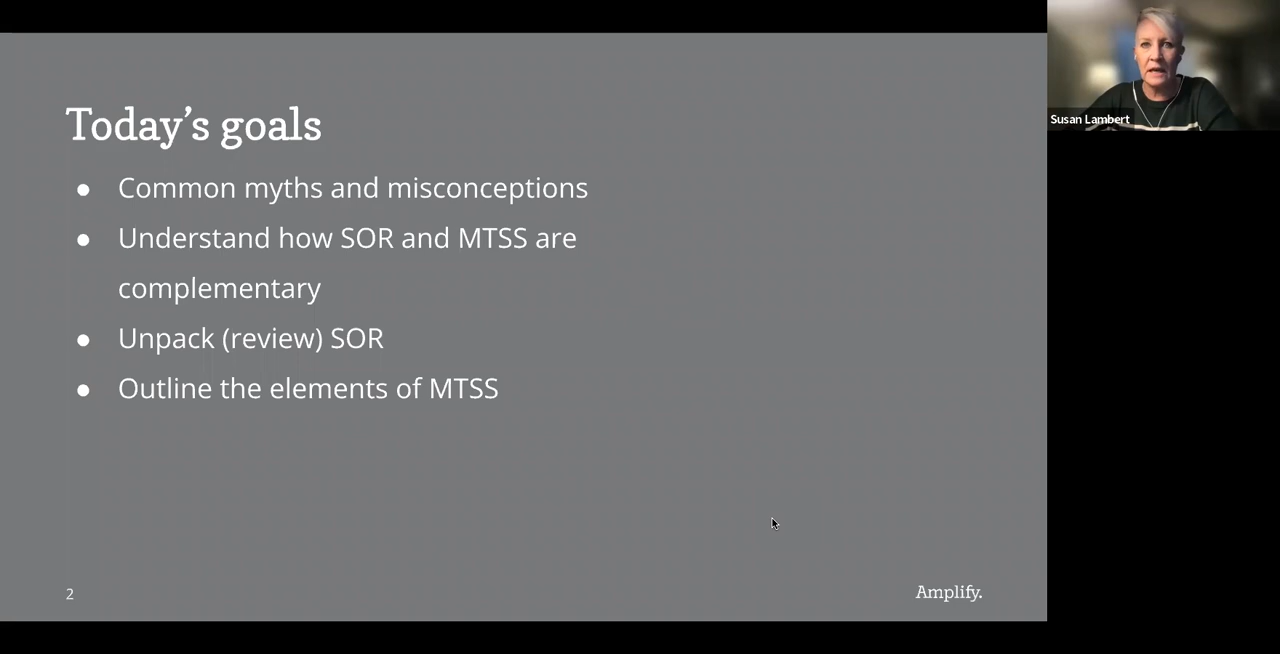 Today's goals
● Common myths and misconceptions
● Understand how SOR and MTSS are
complementary
● Unpack (review) SOR
● Outline the elements of MTSS
2
Amplify.
Susan Lambert